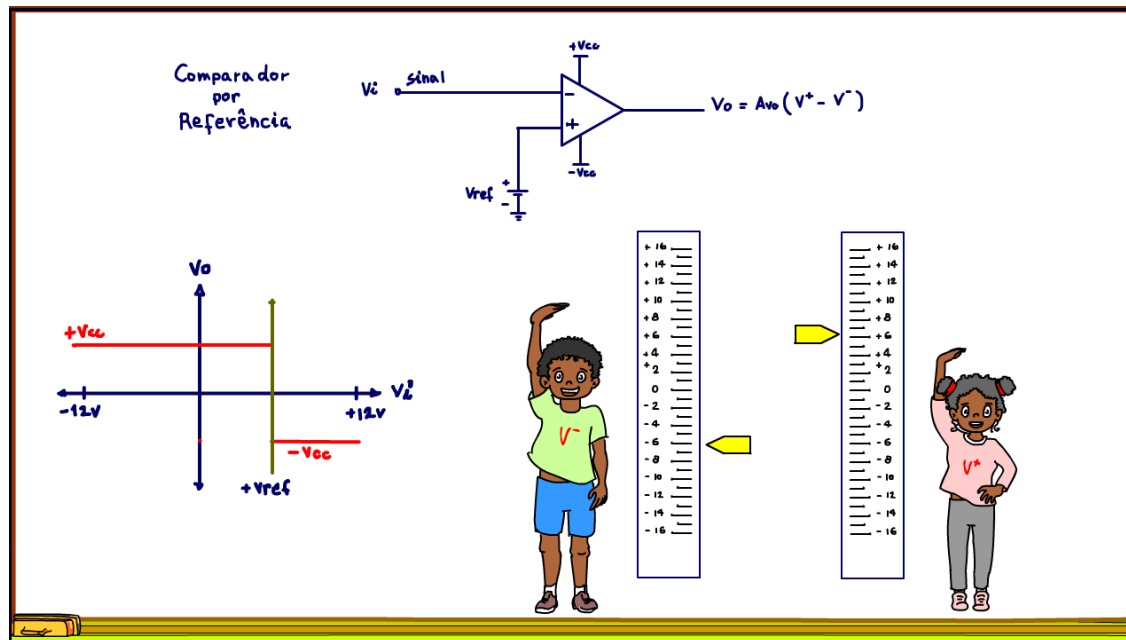 Comparador
por
Referência
Vi
sinal
+Vcc
-
+
-Vcc
Vo = Avo (V⁺ - V⁻)
Vref
+
-
Vo
+Vcc
-12V
+12V
Vi
-Vcc
+Vref
V⁻
+ 16
+ 14
+ 12
+ 10
+ 8
+ 6
+ 4
+ 2
0
- 2
- 4
- 6
- 8
- 10
- 12
- 14
- 16
+ 16
+ 14
+ 12
+ 10
+ 8
+ 6
+ 4
+ 2
0
- 2
- 4
- 6
- 8
- 10
- 12
- 14
- 16
V⁺